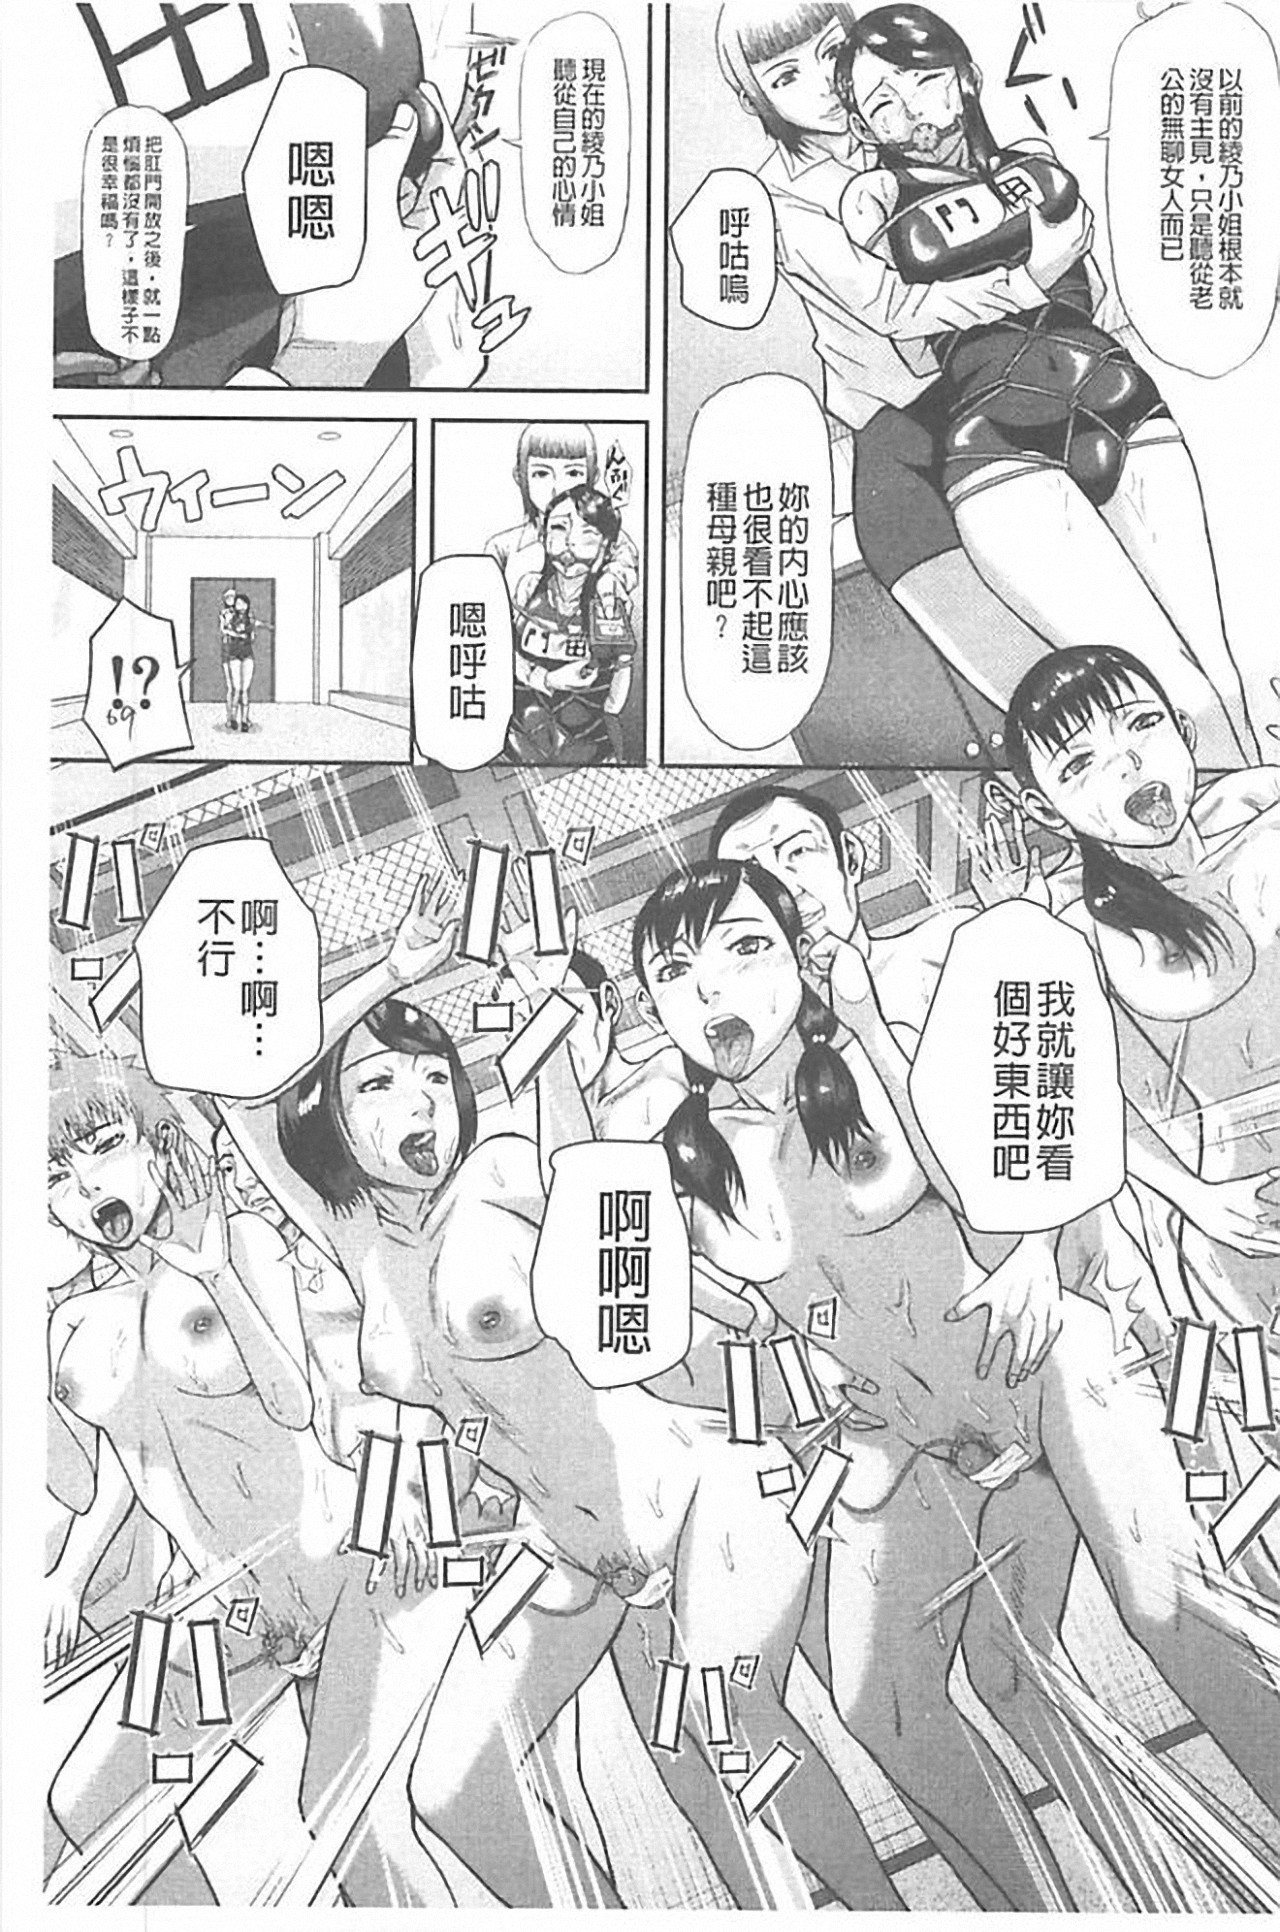 以前的綾乃小姐根本就
沒有主見，只是聽從老
公的無聊女人而已
呼咕嗚
妳的內心應該
也很看不起這
種母親吧？
現在的綾乃小姐
聽從自己的心情
嗯嗯
把肛門開放之後，就一點
煩惱都沒有了，這樣子不
是很幸福嗎？
ギュ
嗯呼咕
ウィーン
!?
我就讓妳看
個好東西吧
啊啊嗯
啊…啊…
不行